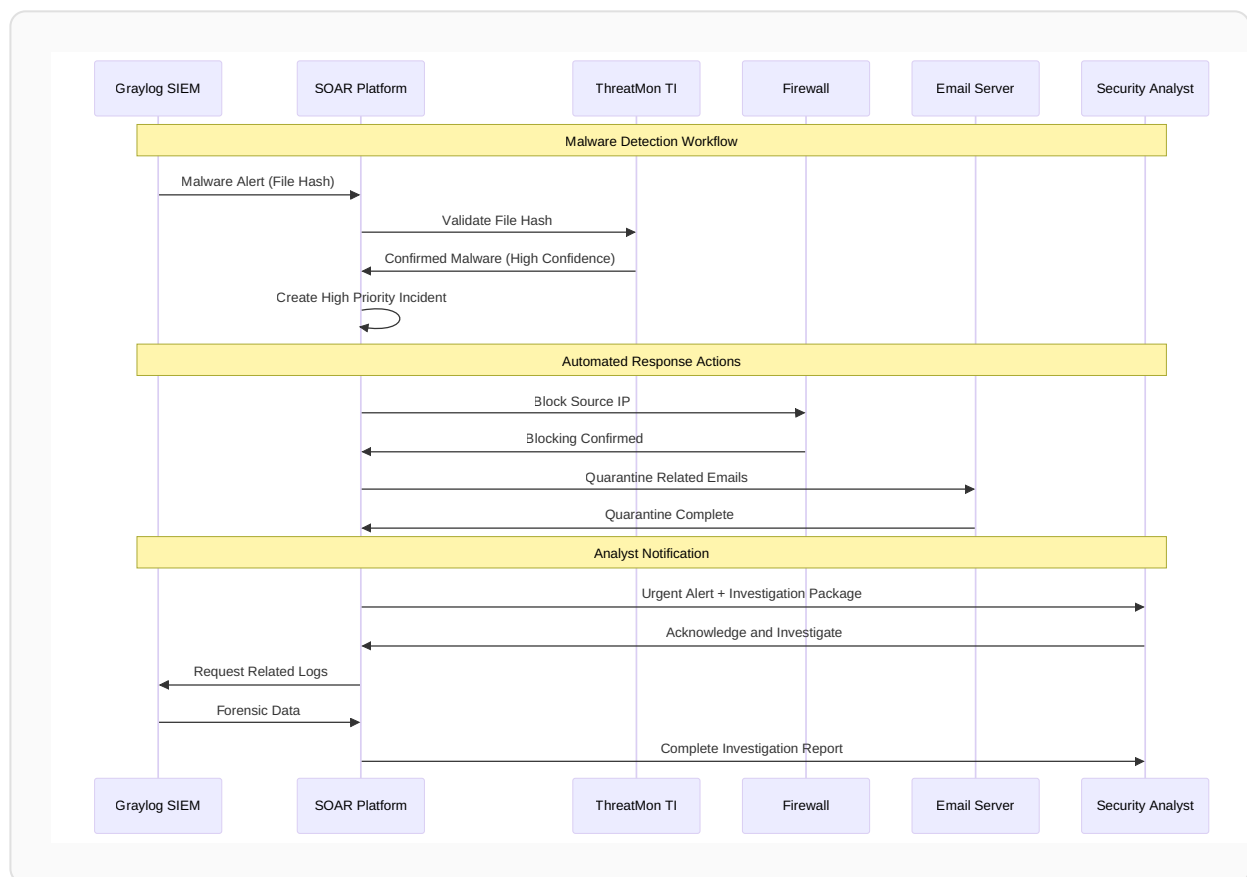 Graylog SIEM
SOAR Platform
ThreatMon TI
Firewall
Email Server
Security Analyst
Malware Detection Workflow
Malware Alert (File Hash)
Validate File Hash
Confirmed Malware (High Confidence)
Create High Priority Incident
Automated Response Actions
Block Source IP
Blocking Confirmed
Quarantine Related Emails
Quarantine Complete
Analyst Notification
Urgent Alert + Investigation Package
Acknowledge and Investigate
Request Related Logs
Forensic Data
Complete Investigation Report
Graylog SIEM
SOAR Platform
ThreatMon TI
Firewall
Email Server
Security Analyst